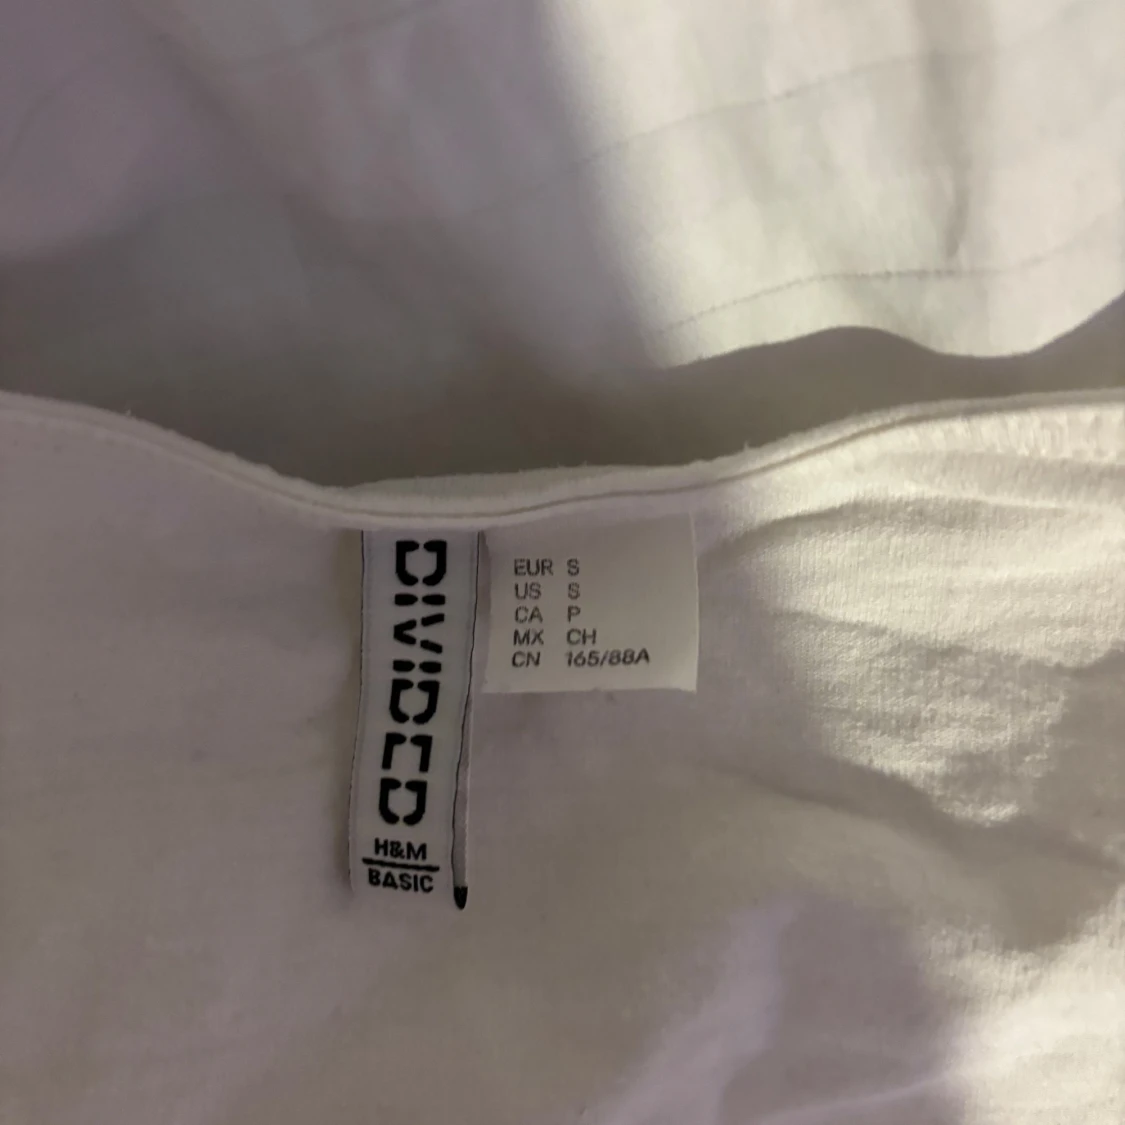 DIVIDED
H&M
BASIC
EUR S
US S
CA P
MX CH
CN 165/88A